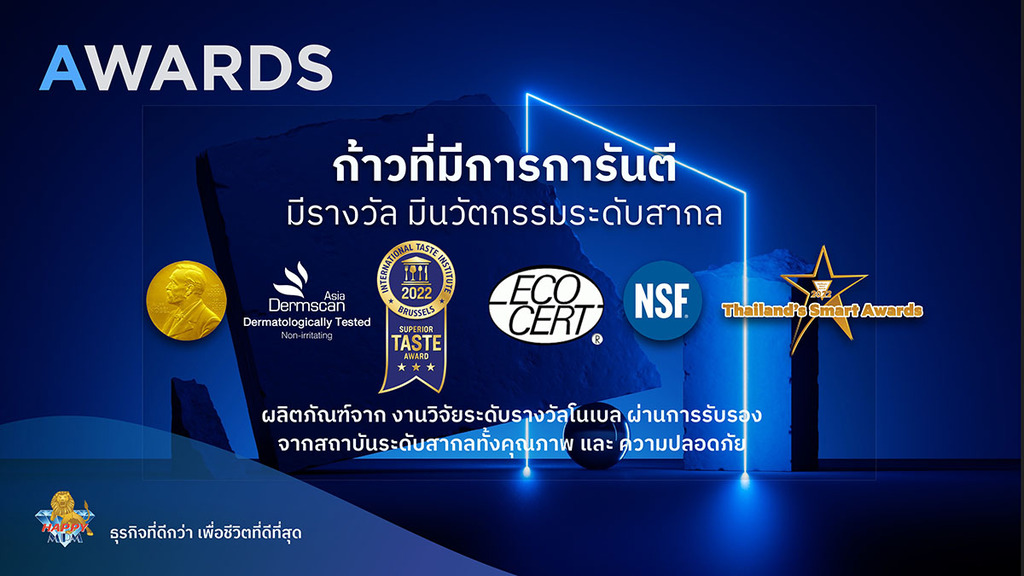 AWARDS
ก้าวที่มีการการันตี
มีรางวัล มีนวัตกรรมระดับสากล
Asia
Dermscan
Dermatologically Tested
Non-irritating
INTERNATIONAL TASTE INSTITUTE
2022
BRUSSELS
SUPERIOR
TASTE
AWARD
ECO
CERT
®
NSF®
2022
Thailand's Smart Awards
ผลิตภัณฑ์จาก งานวิจัยระดับรางวัลโนเบล ผ่านการรับรอง
จากสถาบันระดับสากลทั้งคุณภาพ และ ความปลอดภัย
HAPPY
MPM
ธุรกิจที่ดีกว่า เพื่อชีวิตที่ดีที่สุด